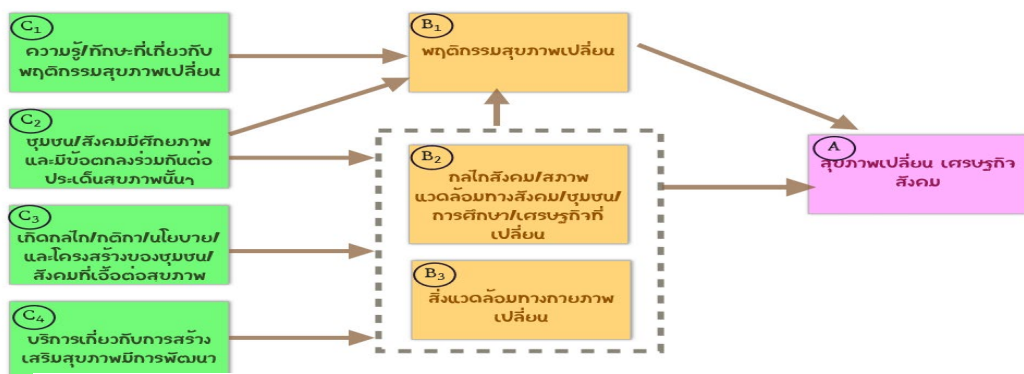 C₁
ความรู้/ทักษะที่เกี่ยวกับ
พฤติกรรมสุขภาพเปลี่ยน
C₂
ชุมชน/สังคมมีศักยภาพ
และมีข้อตกลงร่วมกันต่อ
ประเด็นสุขภาพนั้นๆ
C₃
เกิดกลไก/กติกา/นโยบาย/
และโครงสร้างของชุมชน/
สังคมที่เอื้อต่อสุขภาพ
C₄
บริการเกี่ยวกับการสร้าง
เสริมสุขภาพมีการพัฒนา
B₁
พฤติกรรมสุขภาพเปลี่ยน
B₂
กลไกสังคม/สภาพ
แวดล้อมทางสังคม/ชุมชน/
การศึกษา/เศรษฐกิจที่
เปลี่ยน
B₃
สิ่งแวดล้อมทางกายภาพ
เปลี่ยน
A
สุขภาพเปลี่ยน เศรษฐกิจ
สังคม